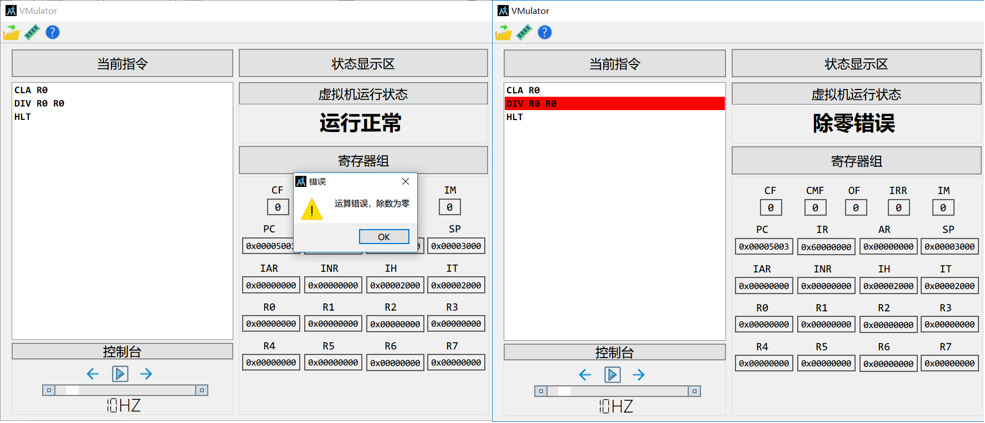 VMulator
当前指令
CLA R0
DIV R0 R0
HLT
控制台
10HZ
状态显示区
虚拟机运行状态
运行正常
寄存器组
CF
IM
0
0
PC
SP
0x00003000
错误
运算错误，除数为零
OK
IAR INR IH IT
0x00000000 0x00000000 0x00002000 0x00002000
R0 R1 R2 R3
0x00000000 0x00000000 0x00000000 0x00000000
R4 R5 R6 R7
0x00000000 0x00000000 0x00000000 0x00000000
VMulator
当前指令
CLA R0
DIV R0 R0
HLT
控制台
10HZ
状态显示区
虚拟机运行状态
除零错误
寄存器组
CF CMF OF IRR IM
0 0 0 0 0
PC IR AR SP
0x00005003 0x60000000 0x00000000 0x00003000
IAR INR IH IT
0x00000000 0x00000000 0x00002000 0x00002000
R0 R1 R2 R3
0x00000000 0x00000000 0x00000000 0x00000000
R4 R5 R6 R7
0x00000000 0x00000000 0x00000000 0x00000000